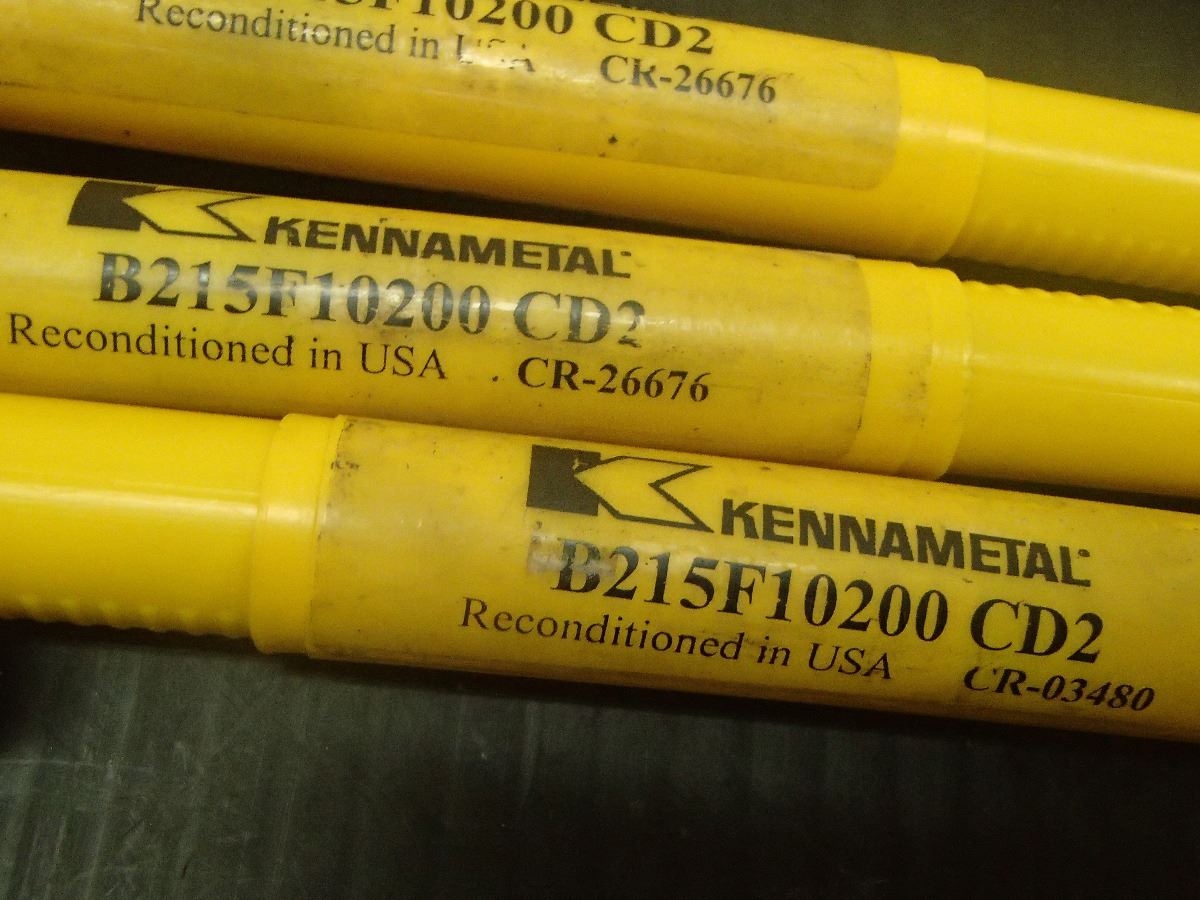 F10200 CD2
Reconditioned in USA CR-26676
KENNAMETAL
B215F10200 CD2
Reconditioned in USA CR-26676
KENNAMETAL
B215F10200 CD2
Reconditioned in USA CR-03480